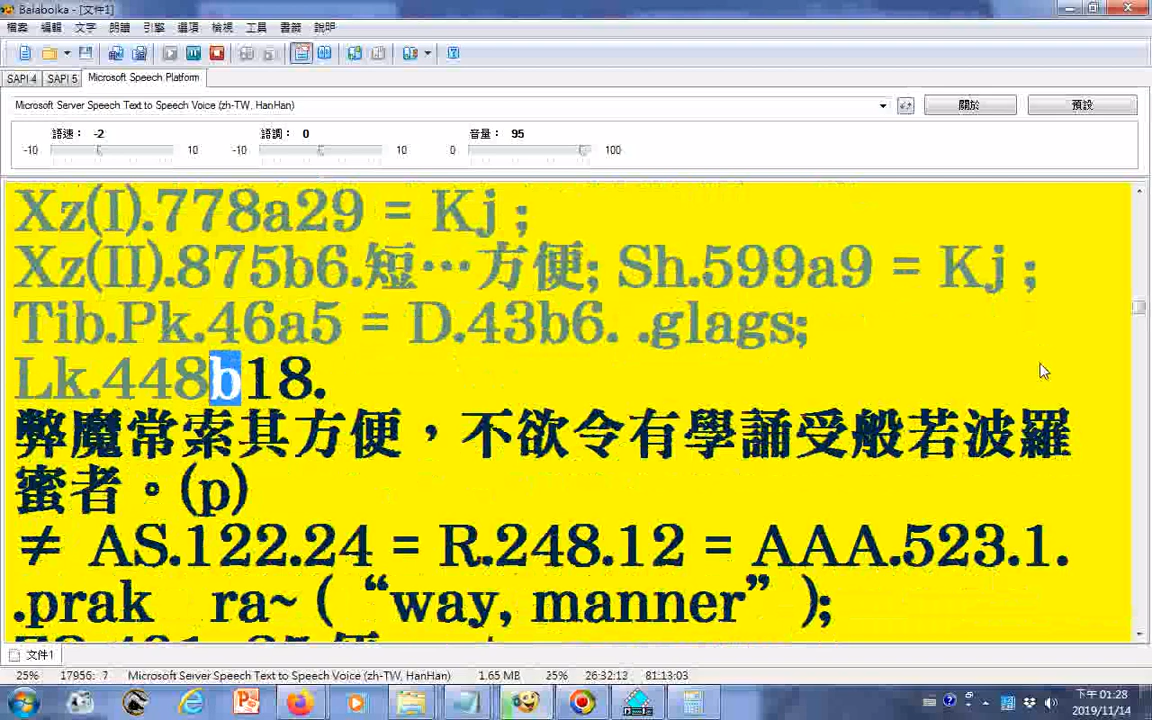 Balabolka - [文件1]
檔案 編輯 文字 朗讀 引擎 選項 檢視 工具 書籤 說明
SAPI 4 SAPI 5 Microsoft Speech Platform
Microsoft Server Speech Text to Speech Voice (zh-TW, HanHan) 關於 預設
語速： -2 語調： 0 音量： 95
-10 10 -10 10 0 100
Xz(I).778a29 = Kj ;
Xz(II).875b6.短…方便; Sh.599a9 = Kj ;
Tib.Pk.46a5 = D.43b6. .glags;
Lk.448b18.
弊魔常索其方便，不欲令有學誦受般若波羅
蜜者。(p)
≠ AS.122.24 = R.248.12 = AAA.523.1.
.prak ra~ ( “way, manner” );
文件1
25% 17956: 7 Microsoft Server Speech Text to Speech Voice (zh-TW, HanHan) 1.65 MB 25% 26:32:13 81:13:03
下午 01:28
2019/11/14